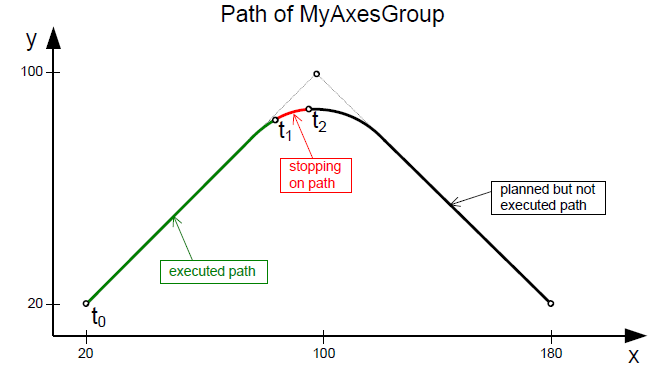 Path of MyAxesGroup
y
100
t1
t2
stopping
on path
planned but not
executed path
executed path
20
t0
20
100
180
x